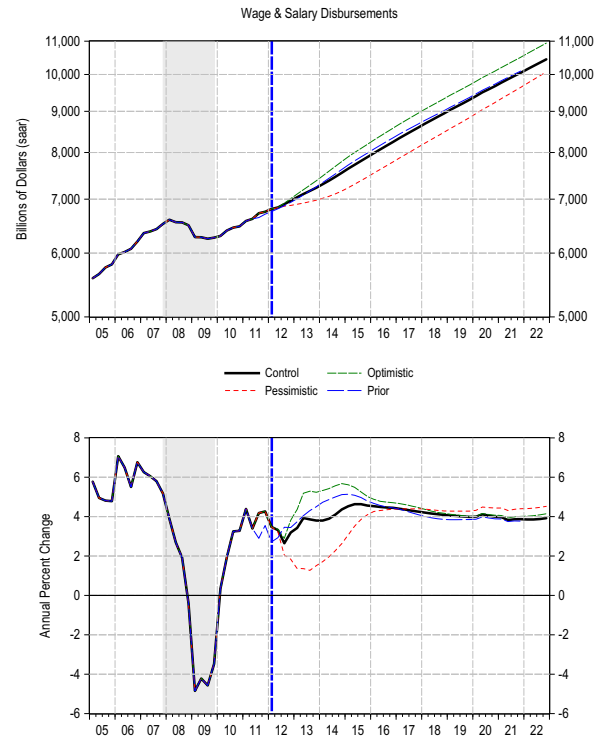 Wage & Salary Disbursements
Billions of Dollars (saar)
11,000 11,000
10,000 10,000
9,000 9,000
8,000 8,000
7,000 7,000
6,000 6,000
5,000 5,000
05 06 07 08 09 10 11 12 13 14 15 16 17 18 19 20 21 22
Control Optimistic
Pessimistic Prior
Annual Percent Change
8 8
6 6
4 4
2 2
0 0
-2 -2
-4 -4
-6 -6
05 06 07 08 09 10 11 12 13 14 15 16 17 18 19 20 21 22